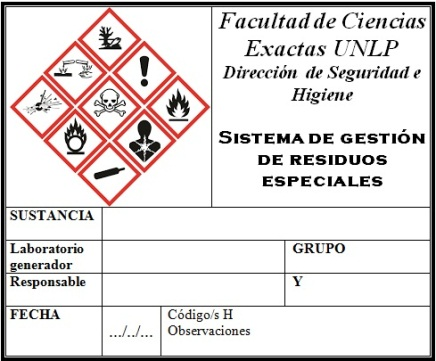 Facultad de Ciencias
Exactas UNLP
Dirección de Seguridad e
Higiene
SISTEMA DE GESTIÓN
DE RESIDUOS
ESPECIALES
SUSTANCIA
Laboratorio
generador
GRUPO
Responsable
Y
FECHA
.../../...
Código/s H
Observaciones